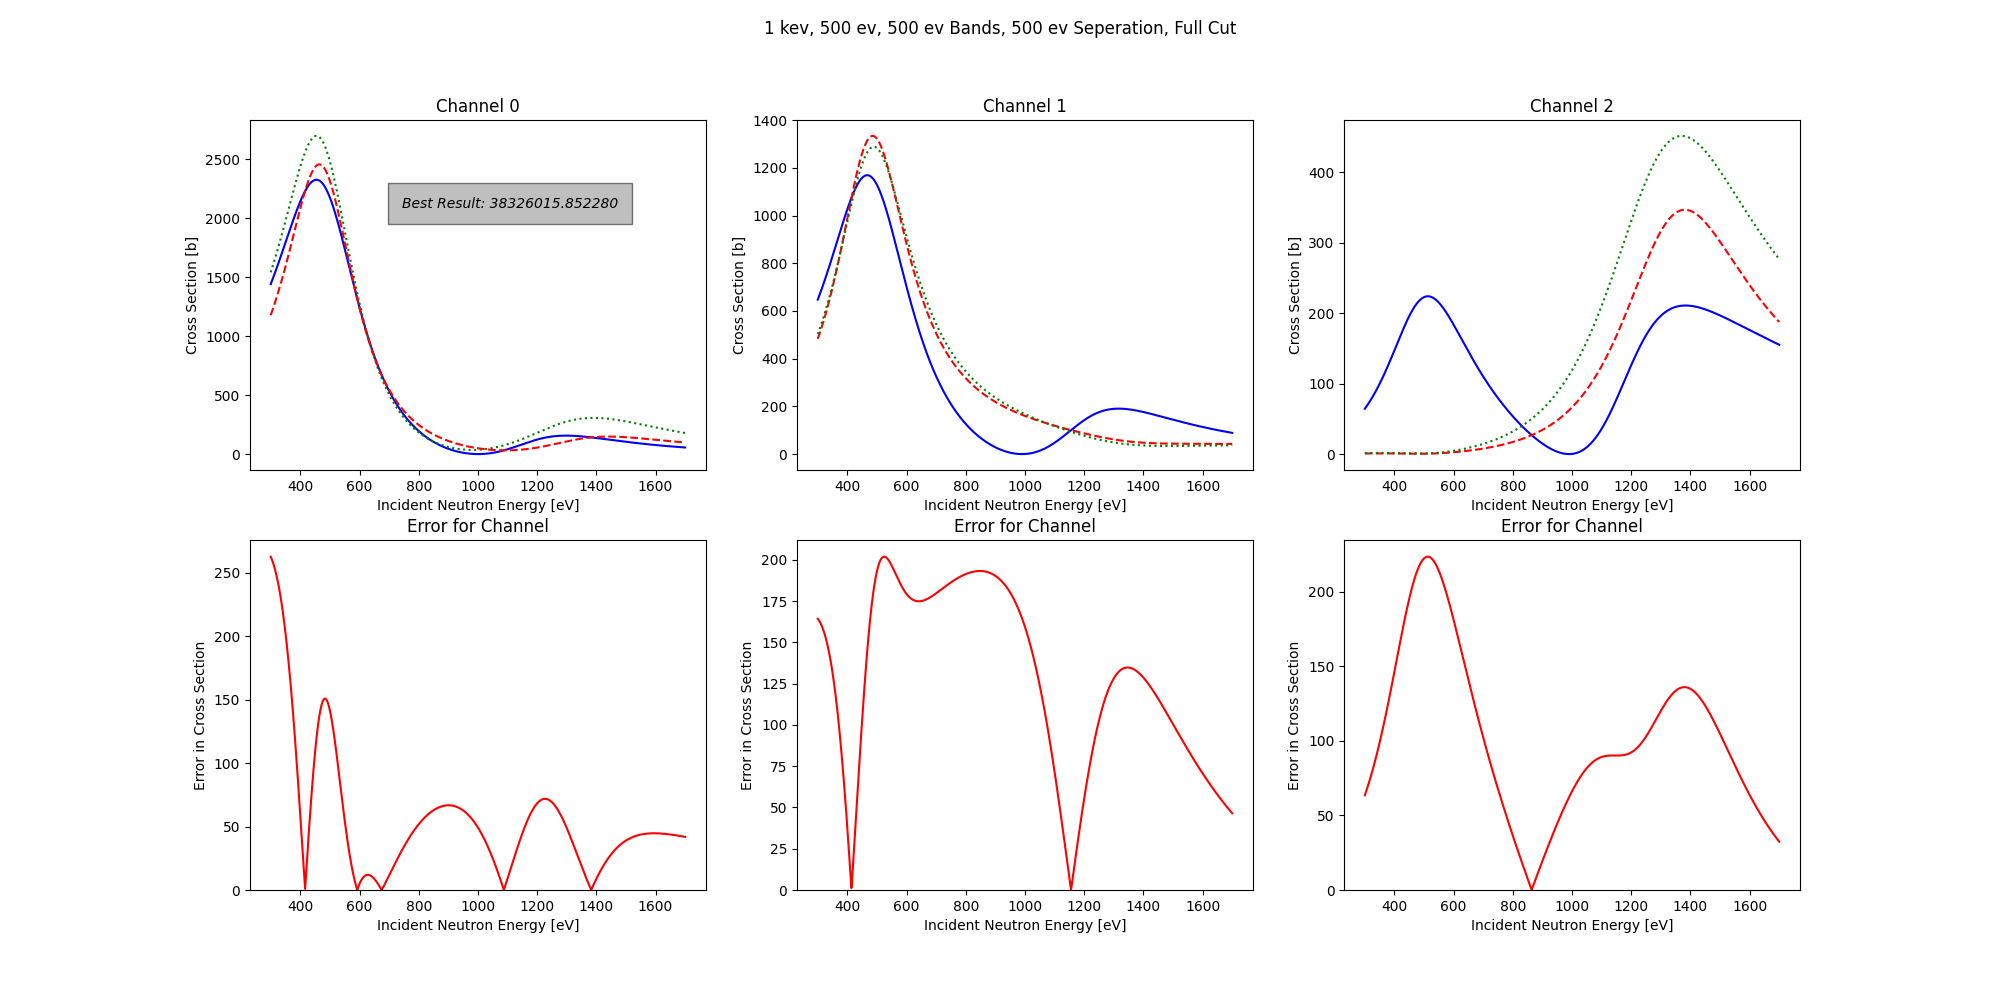 1 kev, 500 ev, 500 ev Bands, 500 ev Seperation, Full Cut
Channel 0
Cross Section [b]
2500
2000
1500
1000
500
0
Best Result: 38326015.852280
400 600 800 1000 1200 1400 1600
Incident Neutron Energy [eV]
Channel 1
Cross Section [b]
1400
1200
1000
800
600
400
200
0
400 600 800 1000 1200 1400 1600
Incident Neutron Energy [eV]
Channel 2
Cross Section [b]
400
300
200
100
0
400 600 800 1000 1200 1400 1600
Incident Neutron Energy [eV]
Error for Channel
Error in Cross Section
250
200
150
100
50
0
400 600 800 1000 1200 1400 1600
Incident Neutron Energy [eV]
Error for Channel
Error in Cross Section
200
175
150
125
100
75
50
25
0
400 600 800 1000 1200 1400 1600
Incident Neutron Energy [eV]
Error for Channel
Error in Cross Section
200
150
100
50
0
400 600 800 1000 1200 1400 1600
Incident Neutron Energy [eV]